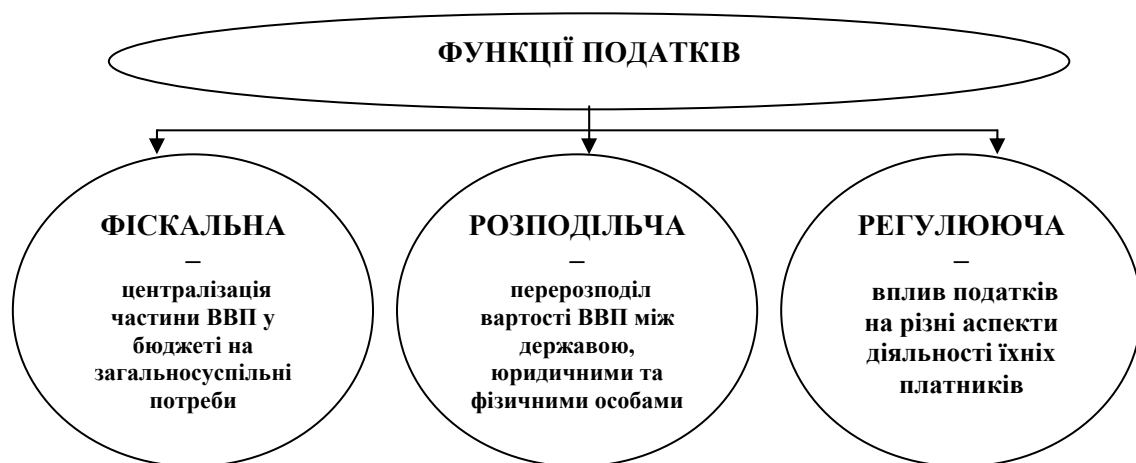 ФУНКЦІЇ ПОДАТКІВ
ФІСКАЛЬНА
–
централізація
частини ВВП у
бюджеті на
загальносуспільні
потреби
РОЗПОДІЛЬЧА
–
перерозподіл
вартості ВВП між
державою,
юридичними та
фізичними особами
РЕГУЛЮЮЧА
–
вплив податків
на різні аспекти
діяльності їхніх
платників